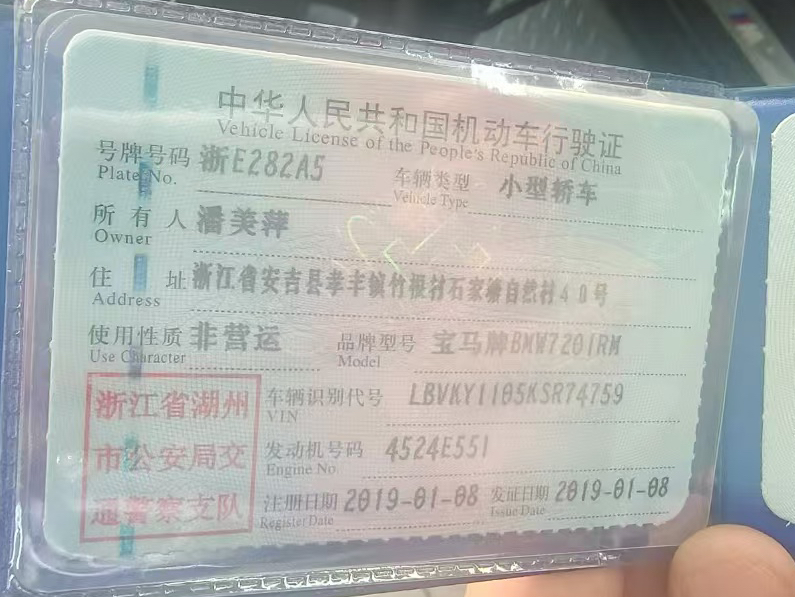 中华人民共和国机动车行驶证
Vehicle License of the People's Republic of China
号牌号码 浙E282A5 车辆类型 小型轿车
Plate No. Vehicle Type
所有人 潘美萍
Owner
住址 浙江省安吉县孝丰镇竹根村石家塘自然村40号
Address
使用性质 非营运 品牌型号 宝马牌BMW7201RM
Use Character Model
浙江省湖州
市公安局交
通警察支队
车辆识别代号 LBVKY1105KSR74759
VIN
发动机号码 4524E551
Engine No.
注册日期 2019-01-08 发证日期 2019-01-08
Register Date Issue Date